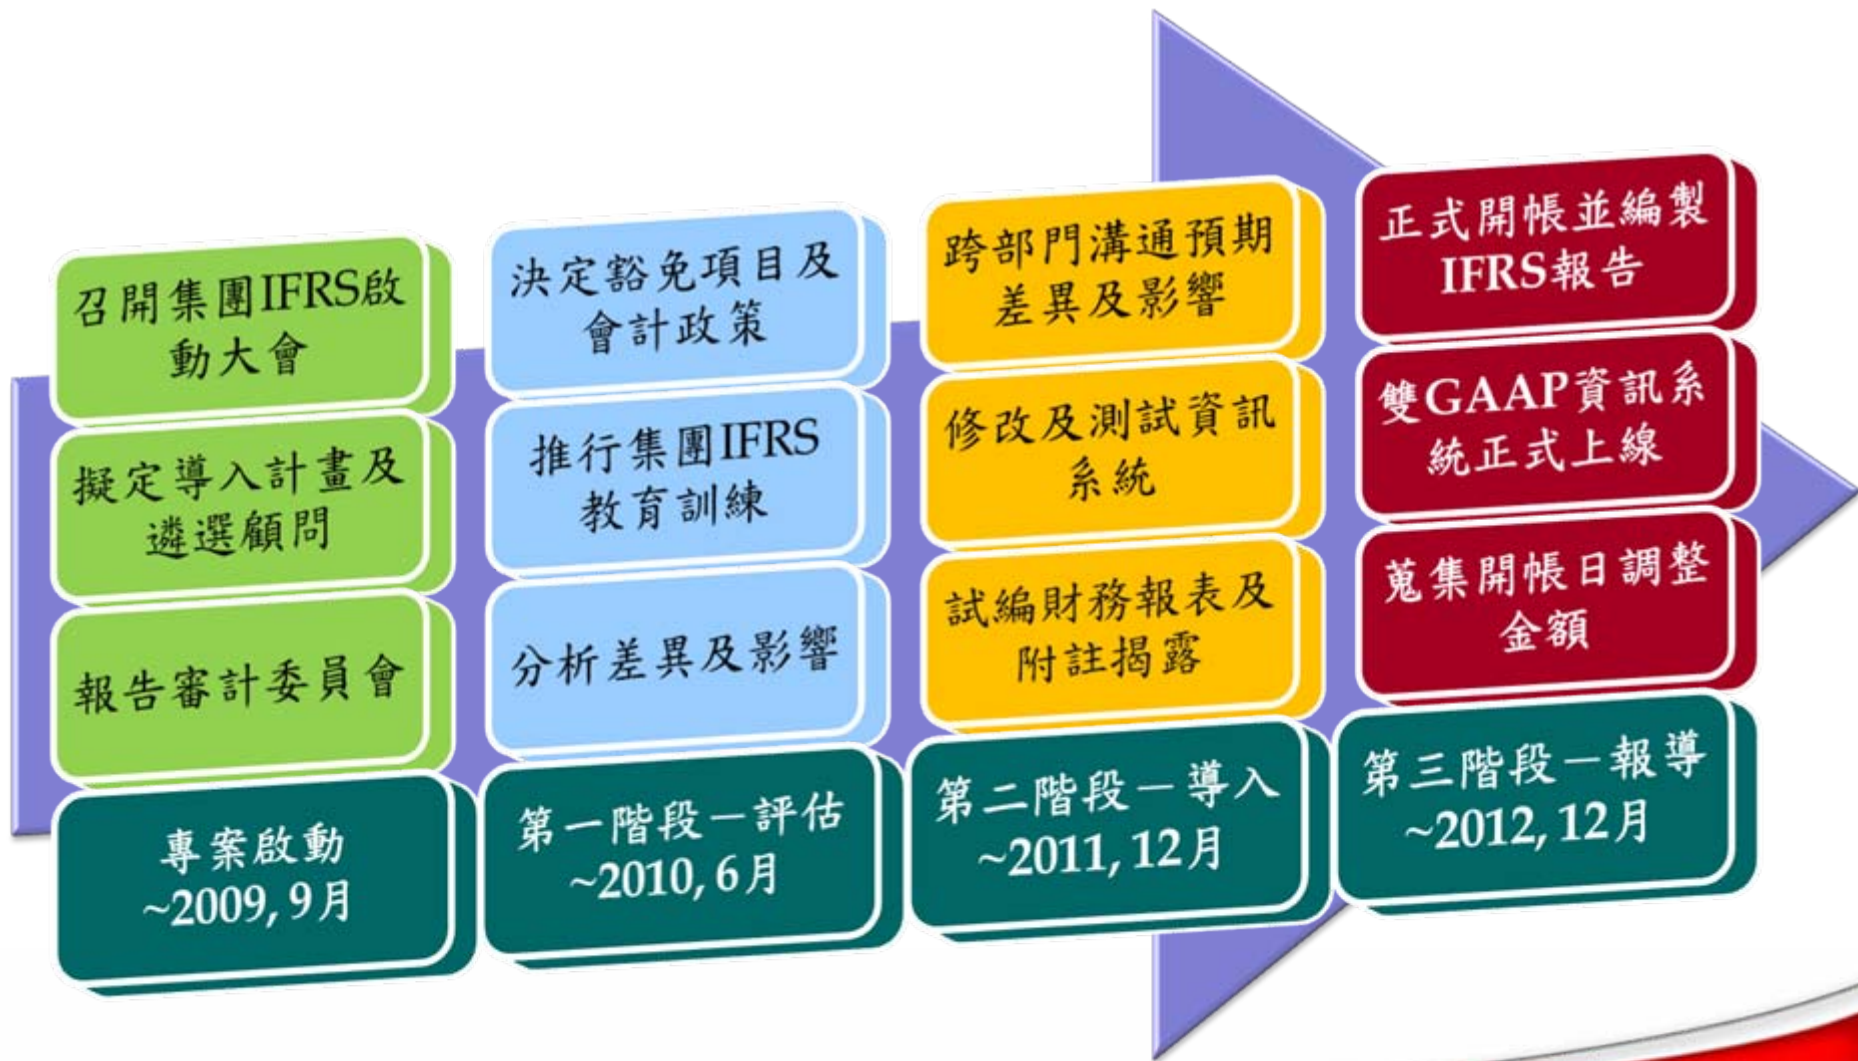 召開集團IFRS啟
動大會
擬定導入計畫及
遴選顧問
報告審計委員會
專案啟動
~2009, 9月
決定豁免項目及
會計政策
推行集團IFRS
教育訓練
分析差異及影響
第一階段－評估
~2010, 6月
跨部門溝通預期
差異及影響
修改及測試資訊
系統
試編財務報表及
附註揭露
第二階段－導入
~2011, 12月
正式開帳並編製
IFRS報告
雙GAAP資訊系
統正式上線
蒐集開帳日調整
金額
第三階段－報導
~2012, 12月